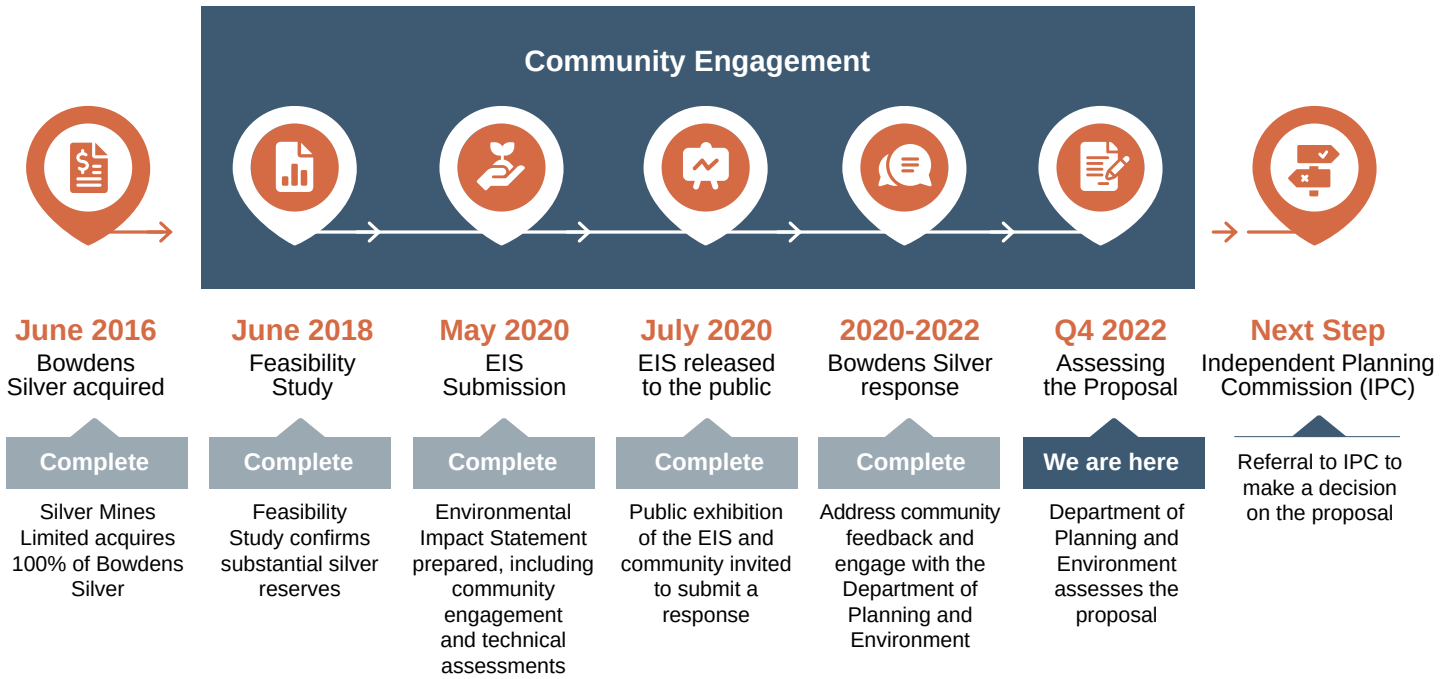 Community Engagement
June 2016
Bowdens
Silver acquired
Complete
Silver Mines
Limited acquires
100% of Bowdens
Silver
June 2018
Feasibility
Study
Complete
Feasibility
Study confirms
substantial silver
reserves
May 2020
EIS
Submission
Complete
Environmental
Impact Statement
prepared, including
community
engagement
and technical
assessments
July 2020
EIS released
to the public
Complete
Public exhibition
of the EIS and
community invited
to submit a
response
2020-2022
Bowdens Silver
response
Complete
Address community
feedback and
engage with the
Department of
Planning and
Environment
Q4 2022
Assessing
the Proposal
We are here
Department of
Planning and
Environment
assesses the
proposal
Next Step
Independent Planning
Commission (IPC)
Referral to IPC to
make a decision
on the proposal